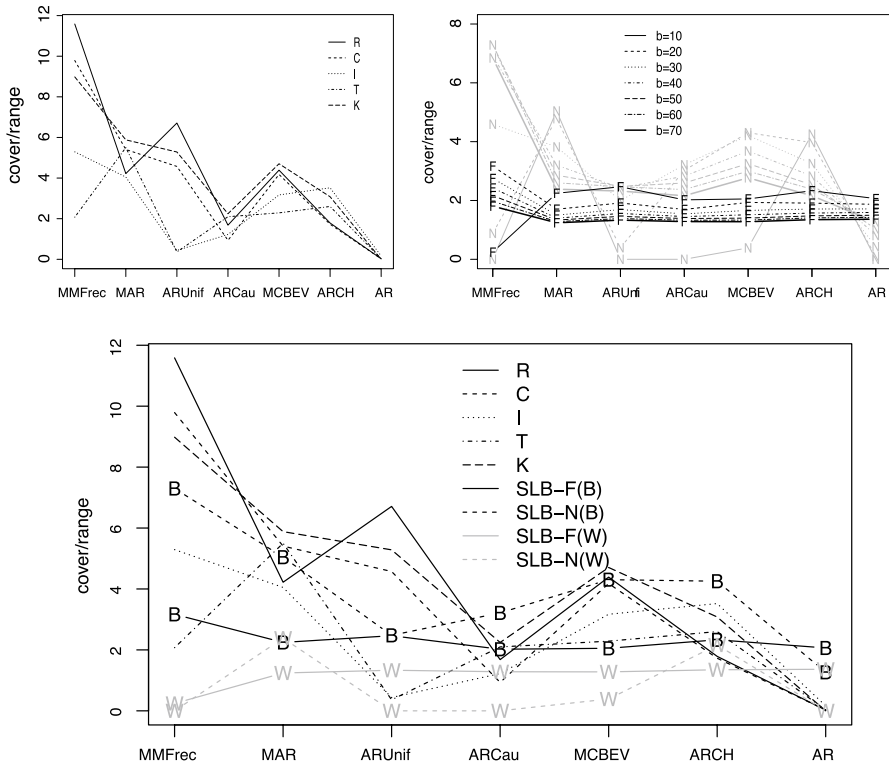 cover/range
0
2
4
6
8
10
12
R
C
I
T
K
MMFrec
MAR
ARUnif
ARCau
MCBEV
ARCH
AR
cover/range
0
2
4
6
8
b=10
b=20
b=30
b=40
b=50
b=60
b=70
N N N N N N N
F F F F F F F
MMFrec
MAR
ARUnfi
ARCau
MCBEV
ARCH
AR
cover/range
0
2
4
6
8
10
12
R
C
I
T
K
SLB−F(B)
SLB−N(B)
SLB−F(W)
SLB−N(W)
B B B B B B B
B B B B B B B
W W W W W W W
W W W W W W W
MMFrec
MAR
ARUnif
ARCau
MCBEV
ARCH
AR